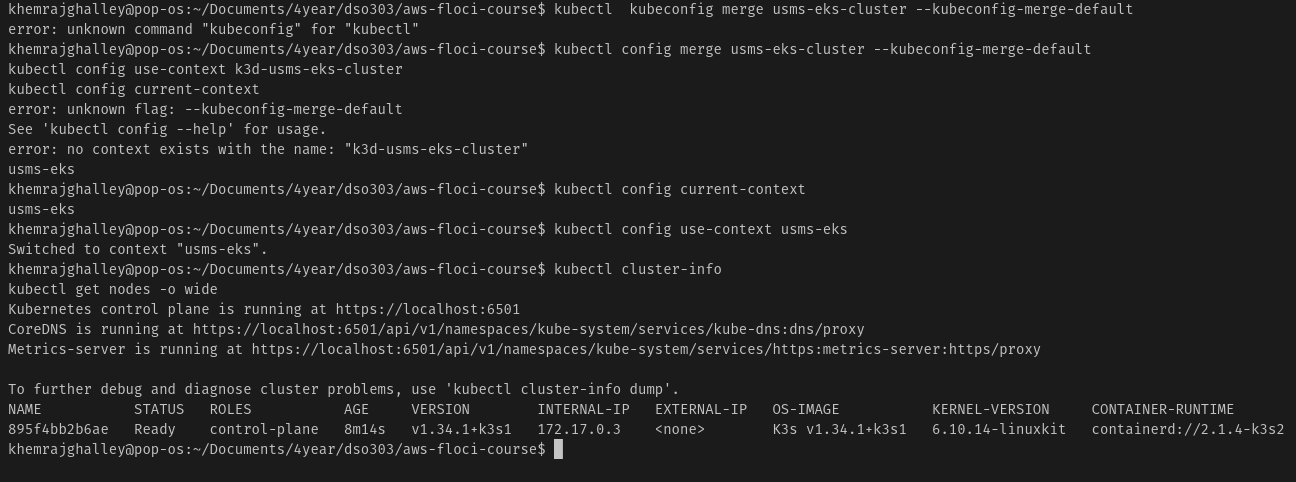 khemrajghalley@pop-os:~/Documents/4year/dso303/aws-floci-course$ kubectl  kubeconfig merge usms-eks-cluster --kubeconfig-merge-default
error: unknown command "kubeconfig" for "kubectl"
khemrajghalley@pop-os:~/Documents/4year/dso303/aws-floci-course$ kubectl config merge usms-eks-cluster --kubeconfig-merge-default
kubectl config use-context k3d-usms-eks-cluster
kubectl config current-context
error: unknown flag: --kubeconfig-merge-default
See 'kubectl config --help' for usage.
error: no context exists with the name: "k3d-usms-eks-cluster"
usms-eks
khemrajghalley@pop-os:~/Documents/4year/dso303/aws-floci-course$ kubectl config current-context
usms-eks
khemrajghalley@pop-os:~/Documents/4year/dso303/aws-floci-course$ kubectl config use-context usms-eks
Switched to context "usms-eks".
khemrajghalley@pop-os:~/Documents/4year/dso303/aws-floci-course$ kubectl cluster-info
kubectl get nodes -o wide
Kubernetes control plane is running at https://localhost:6501
CoreDNS is running at https://localhost:6501/api/v1/namespaces/kube-system/services/kube-dns:dns/proxy
Metrics-server is running at https://localhost:6501/api/v1/namespaces/kube-system/services/https:metrics-server:https/proxy

To further debug and diagnose cluster problems, use 'kubectl cluster-info dump'.
NAME           STATUS   ROLES           AGE     VERSION        INTERNAL-IP   EXTERNAL-IP   OS-IMAGE           KERNEL-VERSION     CONTAINER-RUNTIME
895f4bb2b6ae   Ready    control-plane   8m14s   v1.34.1+k3s1   172.17.0.3    <none>        K3s v1.34.1+k3s1   6.10.14-linuxkit   containerd://2.1.4-k3s2
khemrajghalley@pop-os:~/Documents/4year/dso303/aws-floci-course$